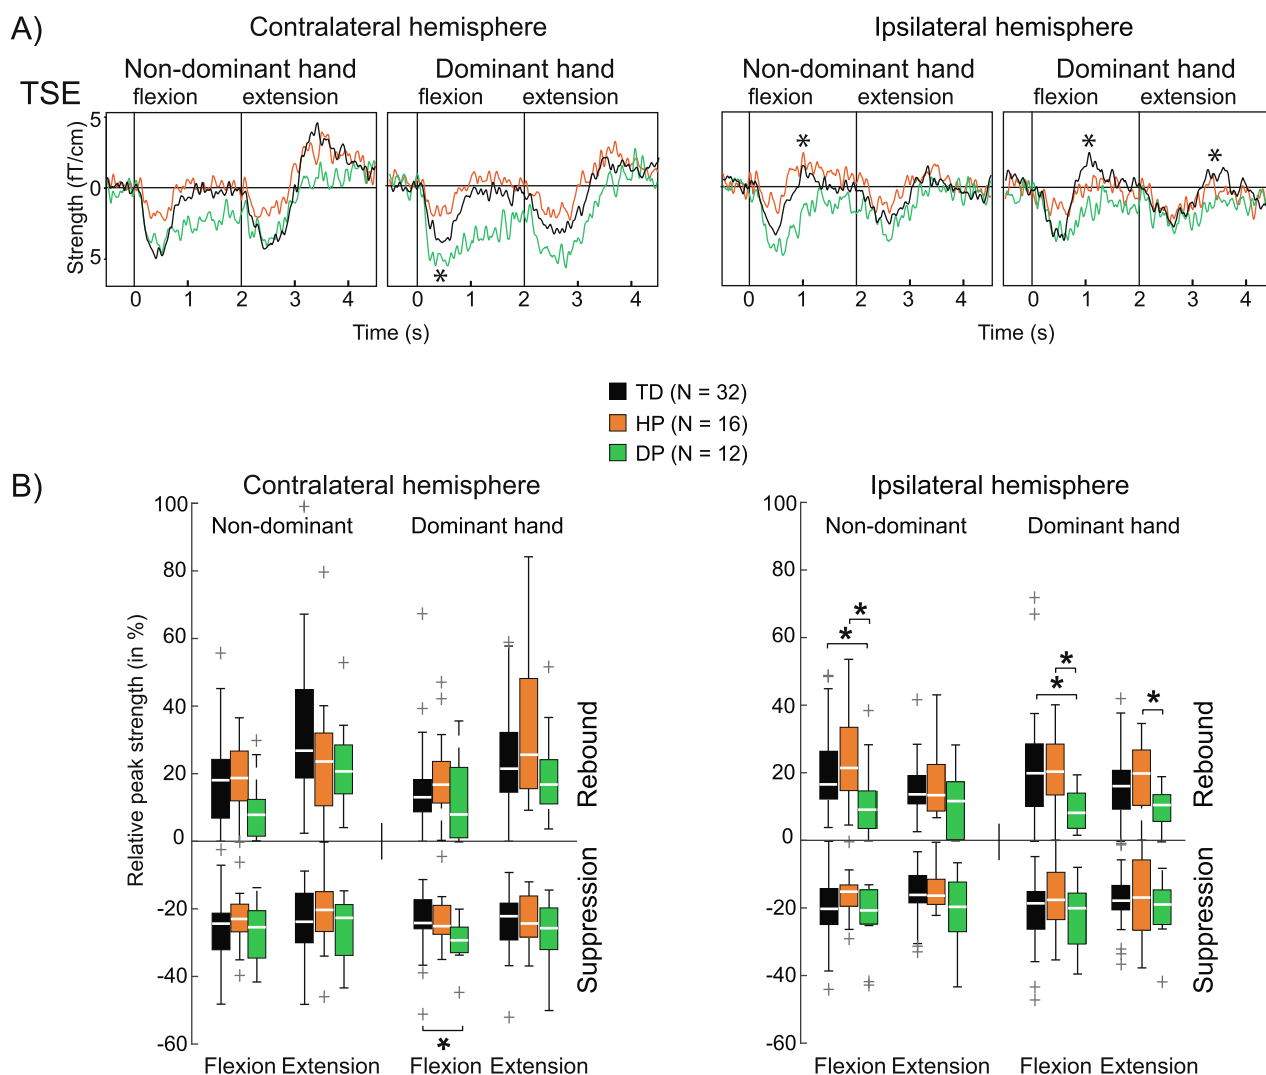 A)
Contralateral hemisphere
Ipsilateral hemisphere
Non-dominant hand
Dominant hand
Non-dominant hand
Dominant hand
TSE
flexion
extension
flexion
extension
flexion
extension
flexion
extension
Strength (fT/cm)
5
0
5
*
*
*
*
0 1 2 3 4
0 1 2 3 4
0 1 2 3 4
0 1 2 3 4
Time (s)
Time (s)
TD (N = 32)
HP (N = 16)
DP (N = 12)
B)
Contralateral hemisphere
Ipsilateral hemisphere
Non-dominant
Dominant hand
Non-dominant
Dominant hand
Relative peak strength (in %)
100
80
60
40
20
0
-20
-40
-60
100
80
60
40
20
0
-20
-40
-60
Rebound
Suppression
Rebound
Suppression
*
*
*
*
*
*
Flexion Extension
Flexion Extension
Flexion Extension
Flexion Extension